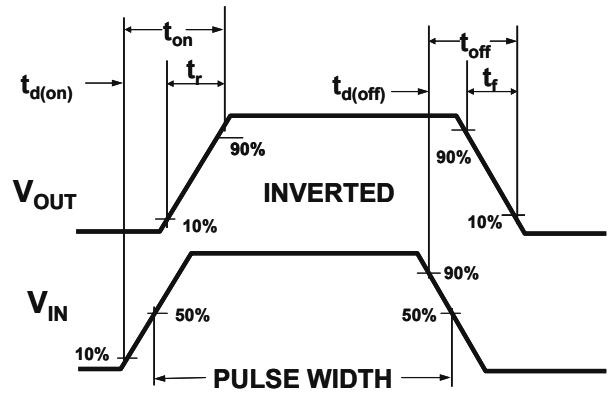 t_on
t_off
t_d(on)
t_r
t_d(off)
t_f
90%
90%
V_OUT
INVERTED
10%
10%
90%
V_IN
50%
50%
10%
PULSE WIDTH